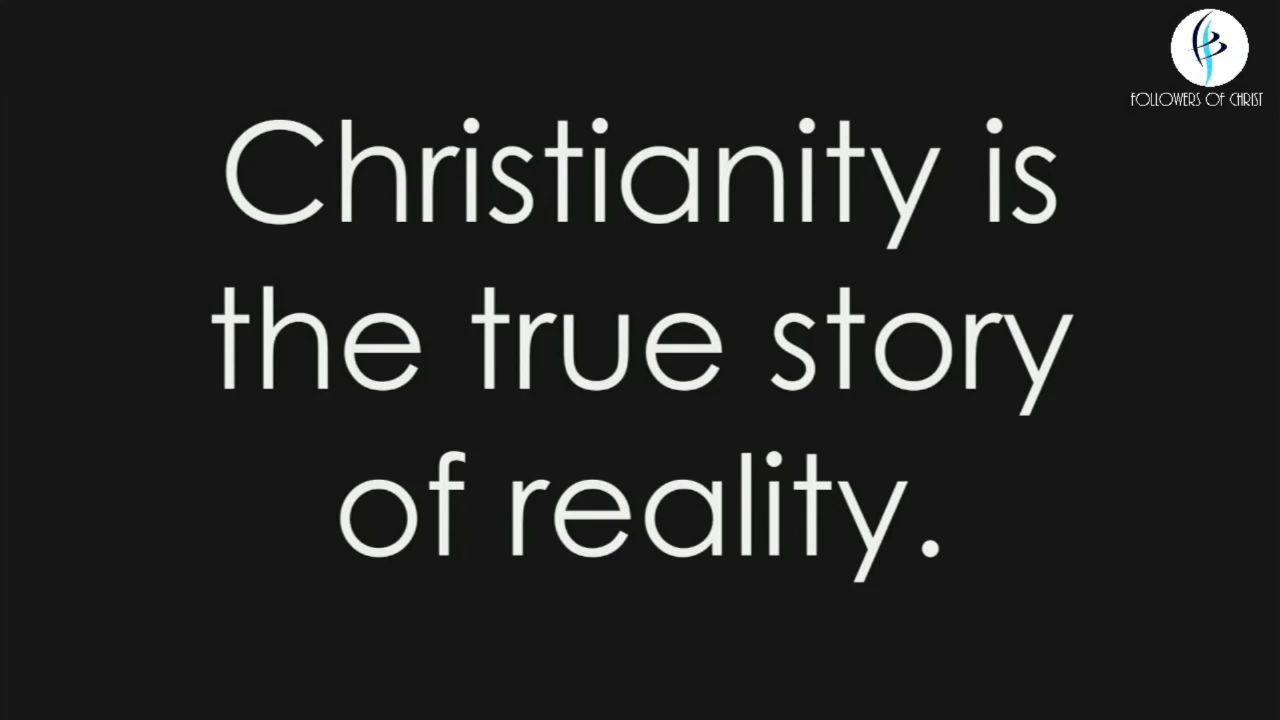 FOLLOWERS OF CHRIST
Christianity is
the true story
of reality.